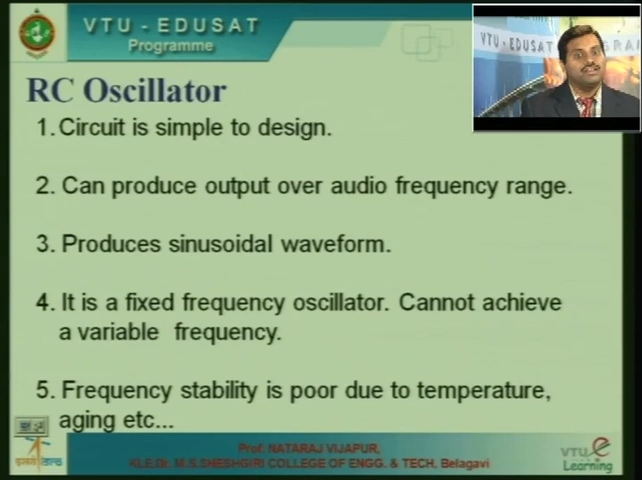 VTU - EDUSAT
Programme
VTU - EDUSAT
RC Oscillator
1. Circuit is simple to design.
2. Can produce output over audio frequency range.
3. Produces sinusoidal waveform.
4. It is a fixed frequency oscillator. Cannot achieve
a variable frequency.
5. Frequency stability is poor due to temperature,
aging etc...
Prof. NATARAJ VIJAPUR,
KLE.Dr. M.S.SHESHGIRI COLLEGE OF ENGG. & TECH, Belagavi
VTU e
Learning